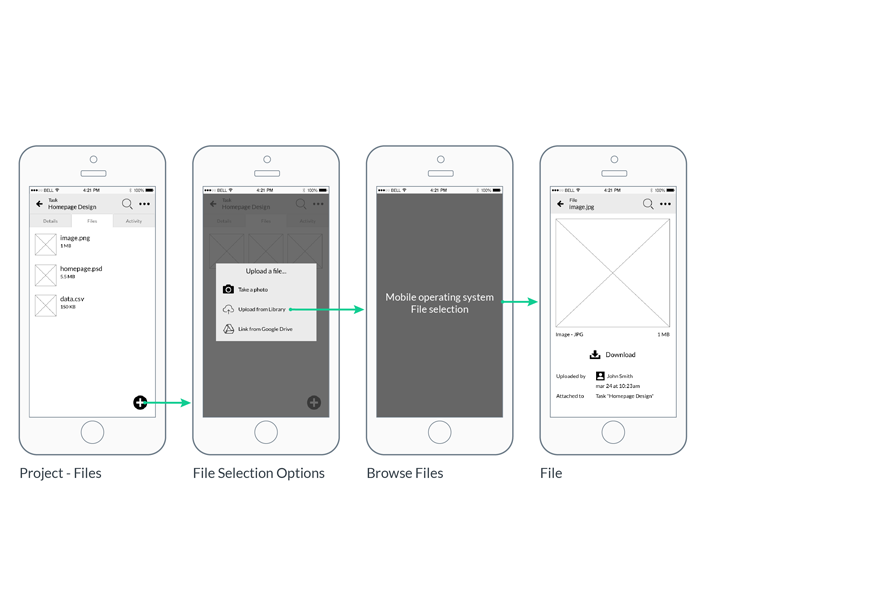 ●●●○○ BELL 4:21 PM 100%
Task
Homepage Design
Details Files Activity
image.png
1 MB
homepage.psd
5.5 MB
data.csv
150 KB
Project - Files
●●●○○ BELL 4:21 PM 100%
Task
Homepage Design
Details Files Activity
Upload a file...
Take a photo
Upload from Library
Link from Google Drive
File Selection Options
●●●○○ BELL 4:21 PM 100%
Mobile operating system
File selection
Browse Files
●●●○○ BELL 4:21 PM 100%
File
image.jpg
Image - JPG 1 MB
Download
Uploaded by John Smith
mar 24 at 10:23am
Attached to Task "Homepage Design"
File